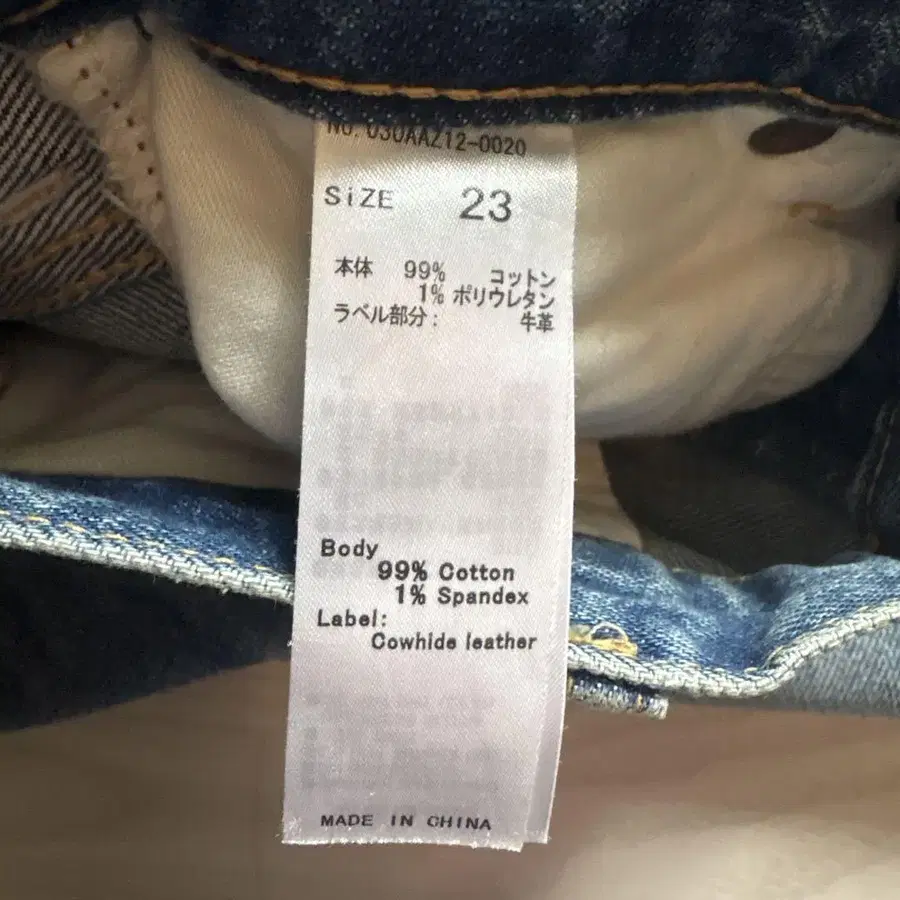 No. 030AAZ12-0020
SiZE 23
本体 99% コットン
1% ポリウレタン
ラベル部分: 牛革
Body
99% Cotton
1% Spandex
Label:
Cowhide leather
MADE IN CHINA